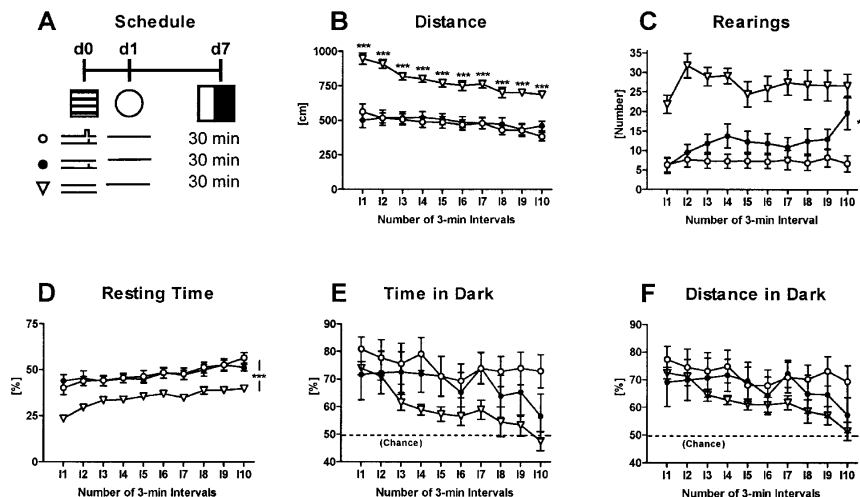 A Schedule
d0 d1 d7
30 min
30 min
30 min
B Distance
***
***
***
***
***
***
***
***
***
***
1000
750
500
250
0
[cm]
I1 I2 I3 I4 I5 I6 I7 I8 I9 I10
Number of 3-min Intervals
C Rearings
40
35
30
25
20
15
10
5
0
[Number]
*
I1 I2 I3 I4 I5 I6 I7 I8 I9 I10
Number of 3-min Interval
D Resting Time
75
50
25
0
[%]
***
I1 I2 I3 I4 I5 I6 I7 I8 I9 I10
Number of 3-min Intervals
E Time in Dark
90
80
70
60
50
40
[%]
(Chance)
I1 I2 I3 I4 I5 I6 I7 I8 I9 I10
Number of 3-min Intervals
F Distance in Dark
90
80
70
60
50
40
[%]
(Chance)
I1 I2 I3 I4 I5 I6 I7 I8 I9 I10
Number of 3-min Intervals